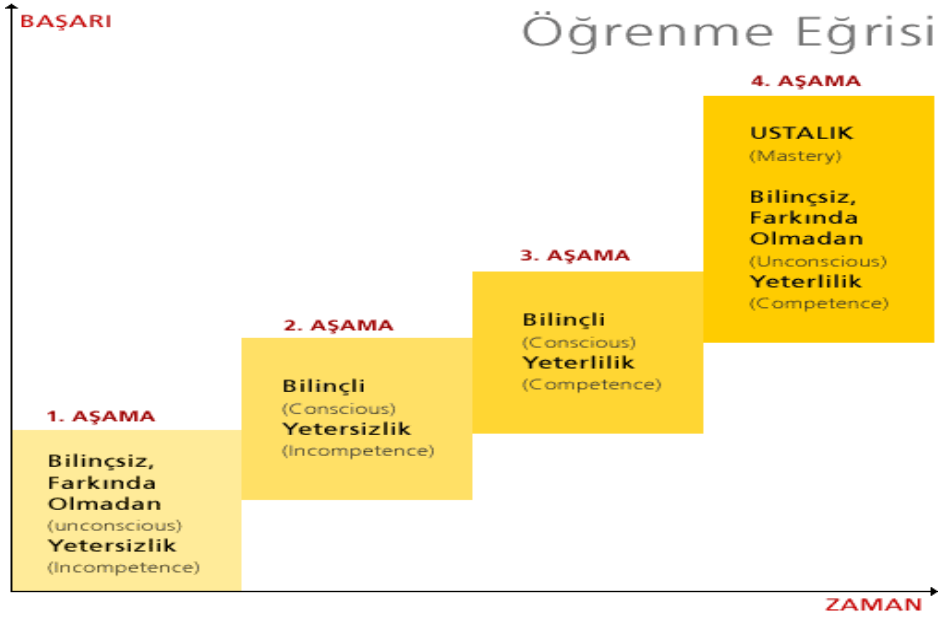 BAŞARI
Öğrenme Eğrisi
4. AŞAMA
USTALIK
(Mastery)
Bilinçsiz,
Farkında
Olmadan
(Unconscious)
Yeterlilik
(Competence)
3. AŞAMA
Bilinçli
(Conscious)
Yeterlilik
(Competence)
2. AŞAMA
Bilinçli
(Conscious)
Yetersizlik
(Incompetence)
1. AŞAMA
Bilinçsiz,
Farkında
Olmadan
(unconscious)
Yetersizlik
(Incompetence)
ZAMAN